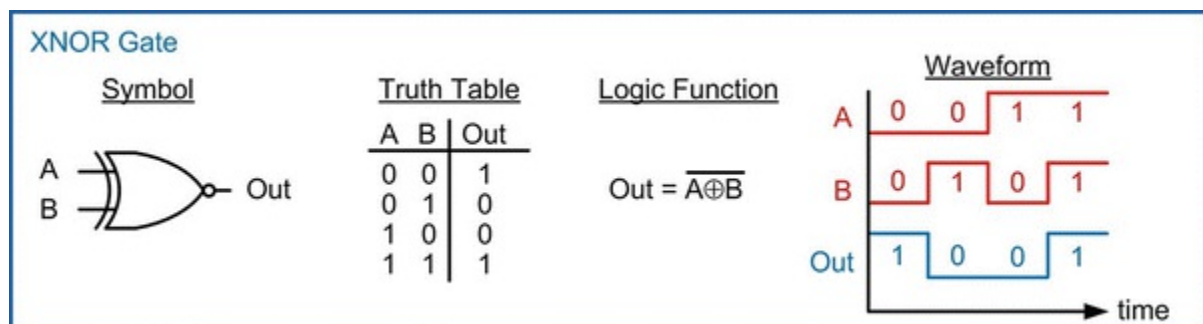 XNOR Gate
Symbol
A
B
Out
Truth Table
A B Out
0 0 1
0 1 0
1 0 0
1 1 1
Logic Function
Out = A⊕B
Waveform
A 0 0 1 1
B 0 1 0 1
Out 1 0 0 1
time